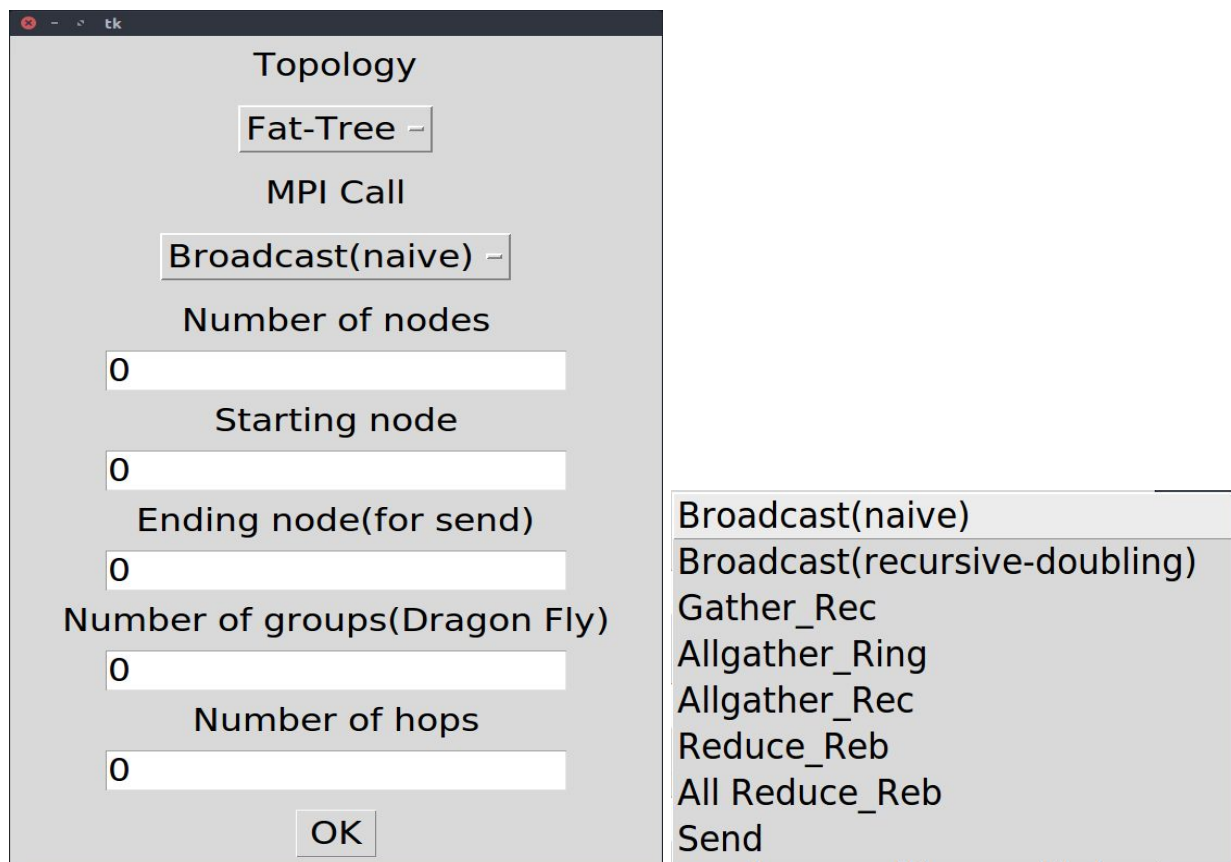 tk
Topology
Fat-Tree
MPI Call
Broadcast(naive)
Number of nodes
0
Starting node
0
Ending node(for send)
0
Number of groups(Dragon Fly)
0
Number of hops
0
OK
Broadcast(naive)
Broadcast(recursive-doubling)
Gather_Rec
Allgather_Ring
Allgather_Rec
Reduce_Reb
All Reduce_Reb
Send